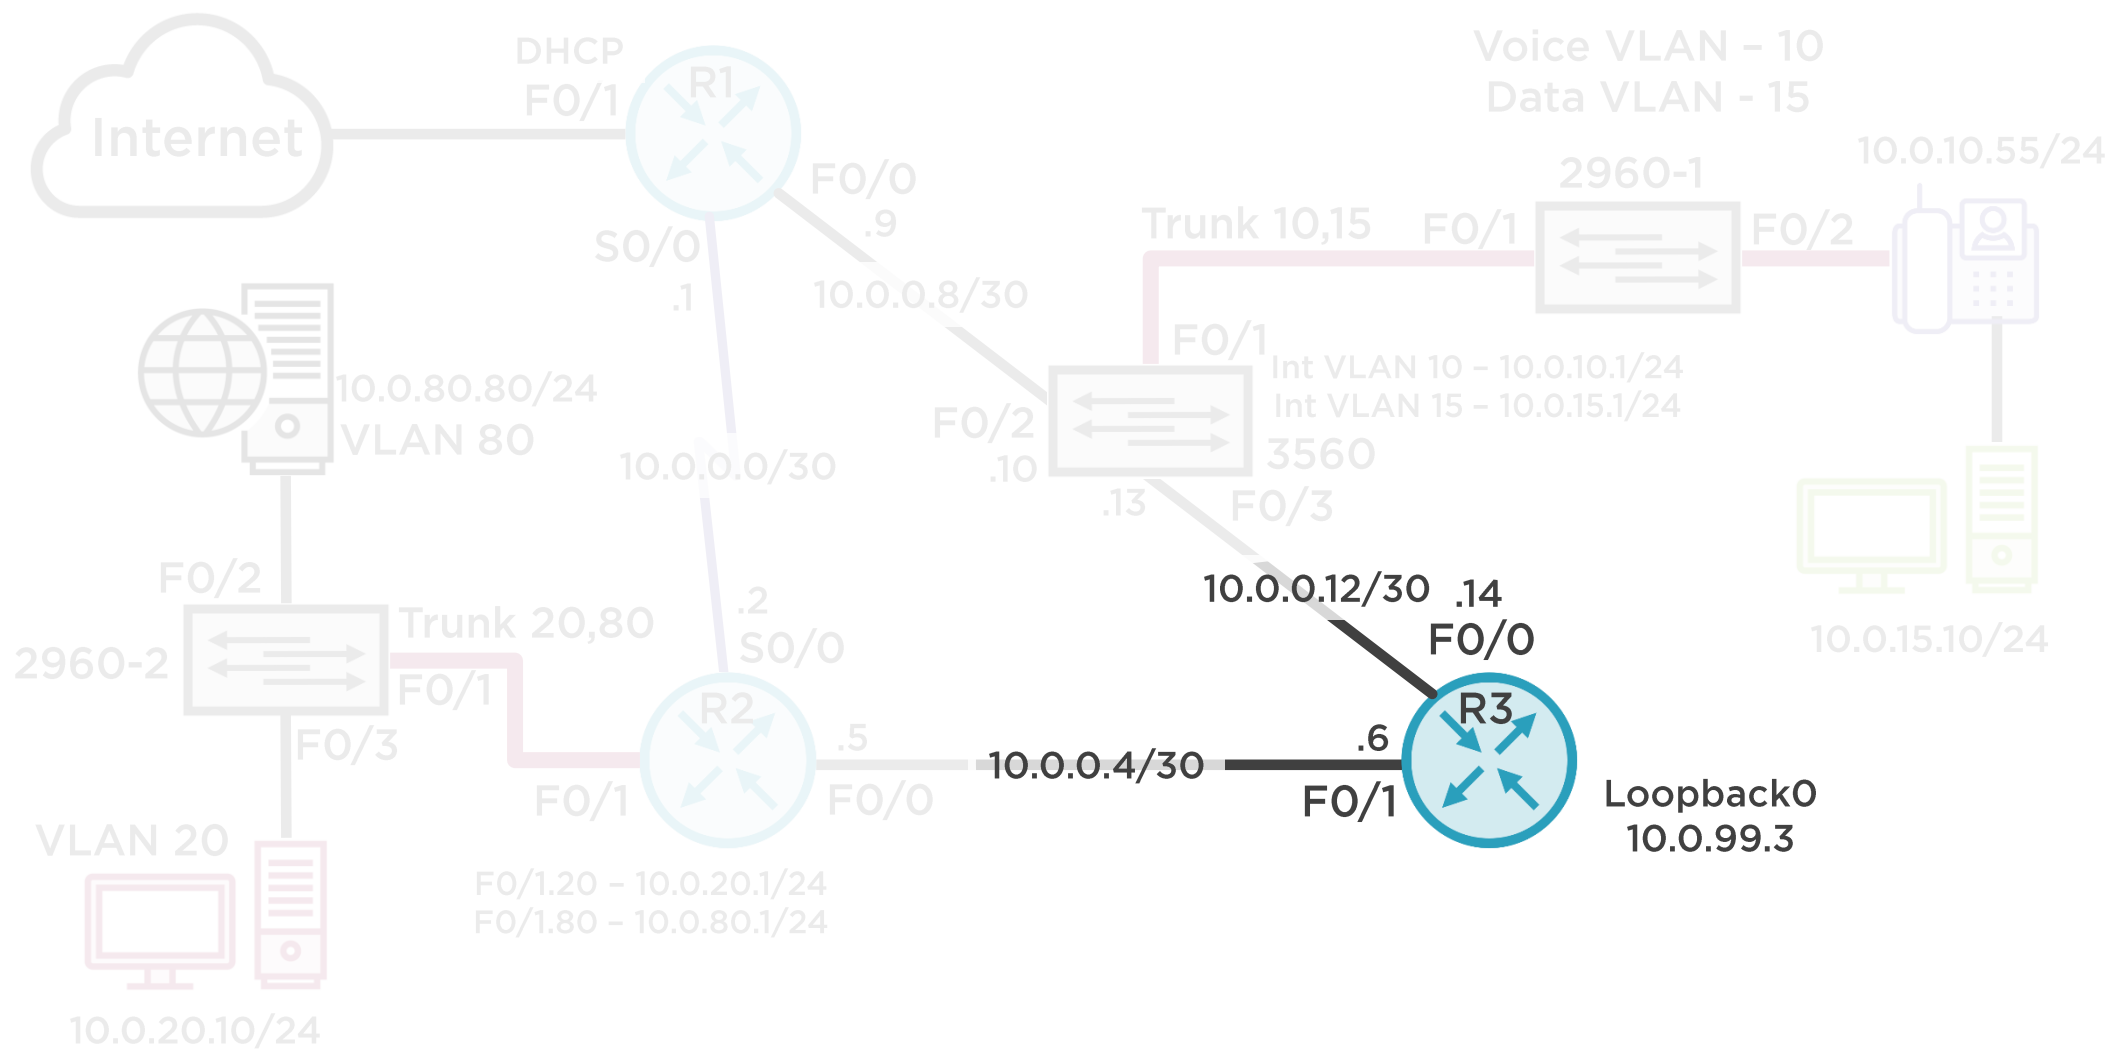 DHCP
F0/1
R1
Internet
F0/0
.9
S0/0
.1
10.0.0.8/30
Voice VLAN – 10
Data VLAN - 15
2960-1
10.0.10.55/24
Trunk 10,15
F0/1
F0/2
F0/1
Int VLAN 10 – 10.0.10.1/24
Int VLAN 15 – 10.0.15.1/24
10.0.80.80/24
VLAN 80
F0/2
.10
3560
10.0.0.0/30
.13
F0/3
F0/2
10.0.0.12/30
.14
F0/0
.2
S0/0
Trunk 20,80
2960-2
F0/1
10.0.15.10/24
R2
R3
F0/3
.5
.6
10.0.0.4/30
F0/1
F0/0
F0/1
Loopback0
10.0.99.3
VLAN 20
F0/1.20 – 10.0.20.1/24
F0/1.80 – 10.0.80.1/24
10.0.20.10/24